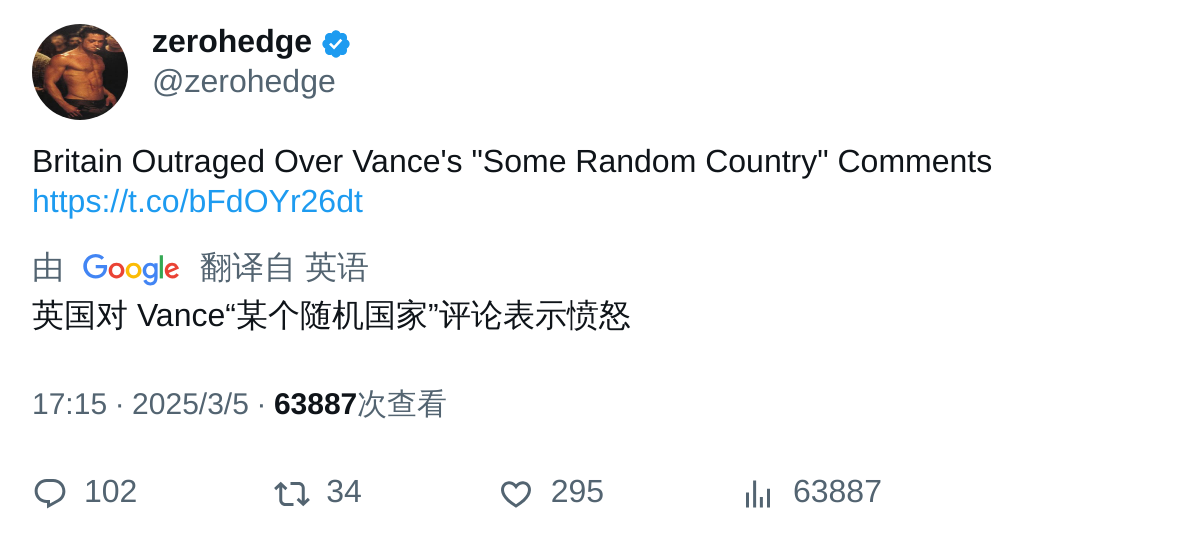 zerohedge
@zerohedge
Britain Outraged Over Vance's "Some Random Country" Comments
https://t.co/bFdOYr26dt
由 Google 翻译自 英语
英国对 Vance“某个随机国家”评论表示愤怒
17:15 · 2025/3/5 · 63887次查看
102 34 295 63887